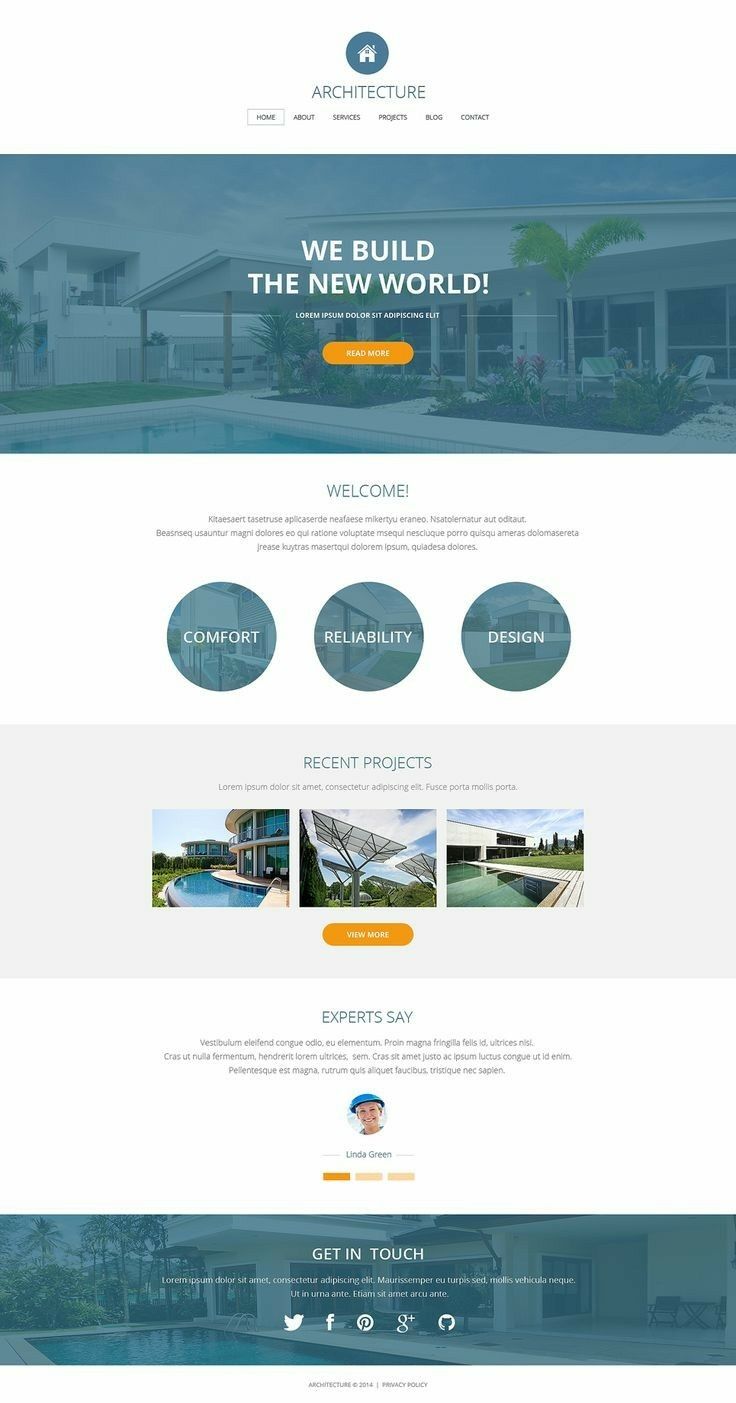 ARCHITECTURE
HOME ABOUT SERVICES PROJECTS BLOG CONTACT
WE BUILD
THE NEW WORLD!
LOREM IPSUM DOLOR SIT ADIPISCING ELIT
READ MORE
WELCOME!
Kitaesaert tasetruse aplicaserde neafaese mikertyu eraneo. Nsatolernatur aut oditaut.
Beasnseq usauntur magni dolores eo qui ratione voluptate msequi nesciuque porro quisqu ameras dolomasereta
jrease kuytras masertqui dolorem ipsum, quiadesa dolores.
COMFORT RELIABILITY DESIGN
RECENT PROJECTS
Lorem ipsum dolor sit amet, consectetur adipiscing elit. Fusce porta mollis porta.
VIEW MORE
EXPERTS SAY
Vestibulum eleifend congue odio, eu elementum. Proin magna fringilla felis id, ultrices nisi.
Cras ut nulla fermentum, hendrerit lorem ultrices, sem. Cras sit amet justo ac ipsum luctus congue ut id enim.
Pellentesque est magna, rutrum quis aliquet faucibus, tristique nec sapien.
Linda Green
GET IN TOUCH
Lorem ipsum dolor sit amet, consectetur adipiscing elit. Maurissemper eu turpis sed, mollis vehicula neque.
Ut in urna ante. Etiam sit amet arcu ante.
ARCHITECTURE © 2014 | PRIVACY POLICY